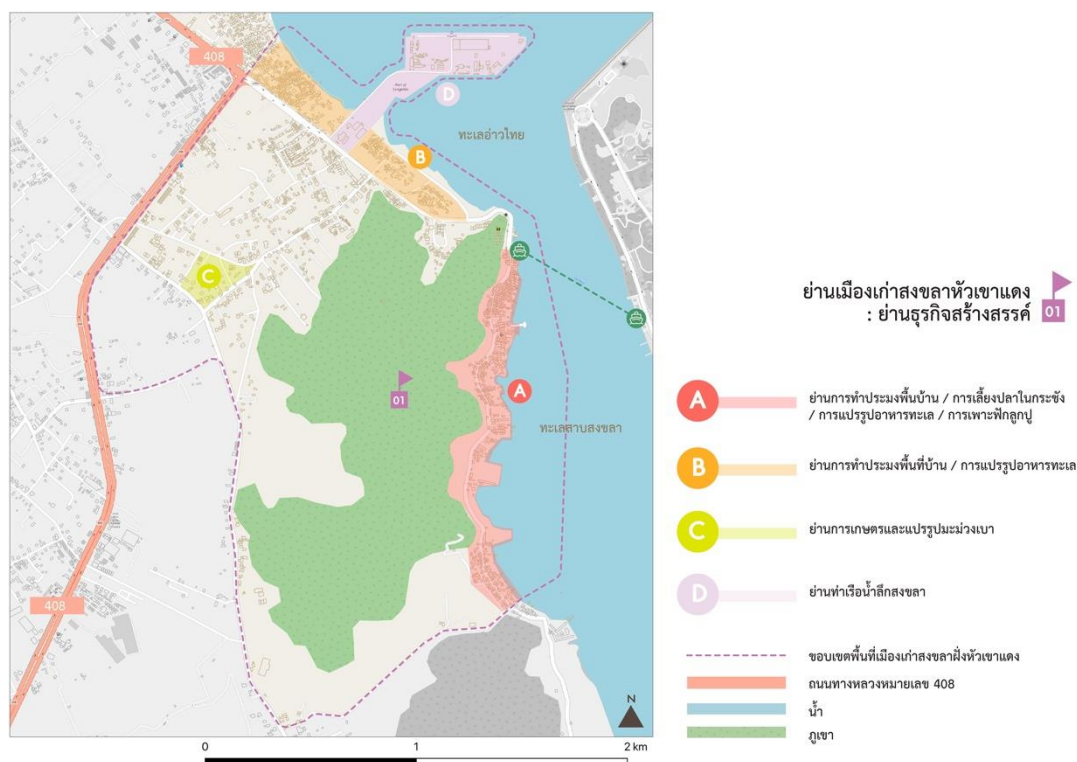 408
Port of Songkhla
D
ทะเลอ่าวไทย
B
C
01
A
ทะเลสาบสงขลา
408
N
0
1
2 km
ย่านเมืองเก่าสงขลาหัวเขาแดง
: ย่านธุรกิจสร้างสรรค์
01
A
ย่านการทำประมงพื้นบ้าน / การเลี้ยงปลาในกระชัง
/ การแปรรูปอาหารทะเล / การเพาะฟักลูกปู
B
ย่านการทำประมงพื้นที่บ้าน / การแปรรูปอาหารทะเล
C
ย่านการเกษตรและแปรรูปมะม่วงเบา
D
ย่านท่าเรือน้ำลึกสงขลา
ขอบเขตพื้นที่เมืองเก่าสงขลาฝั่งหัวเขาแดง
ถนนทางหลวงหมายเลข 408
น้ำ
ภูเขา